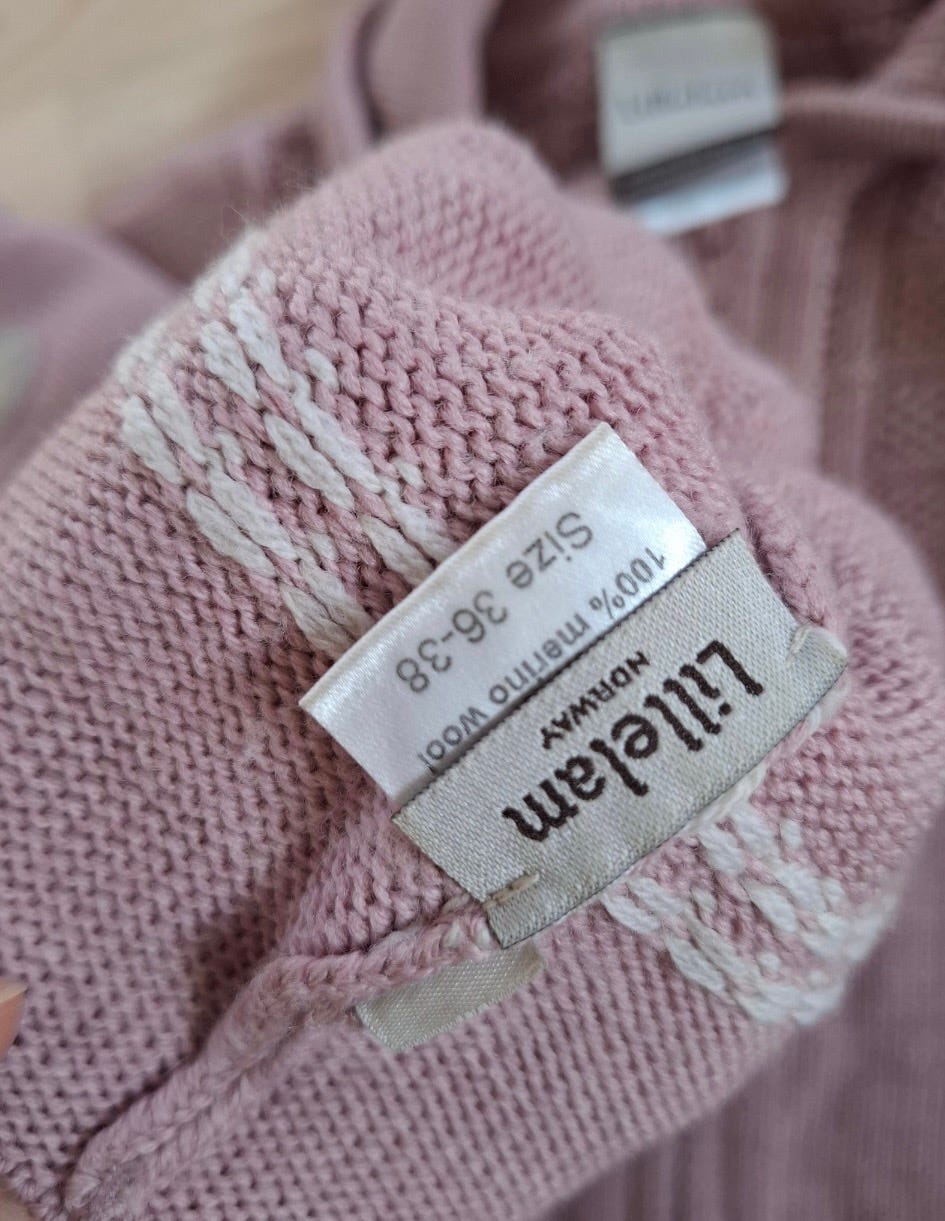 Lillelam
NORWAY
100% merino wool
Size 36-38